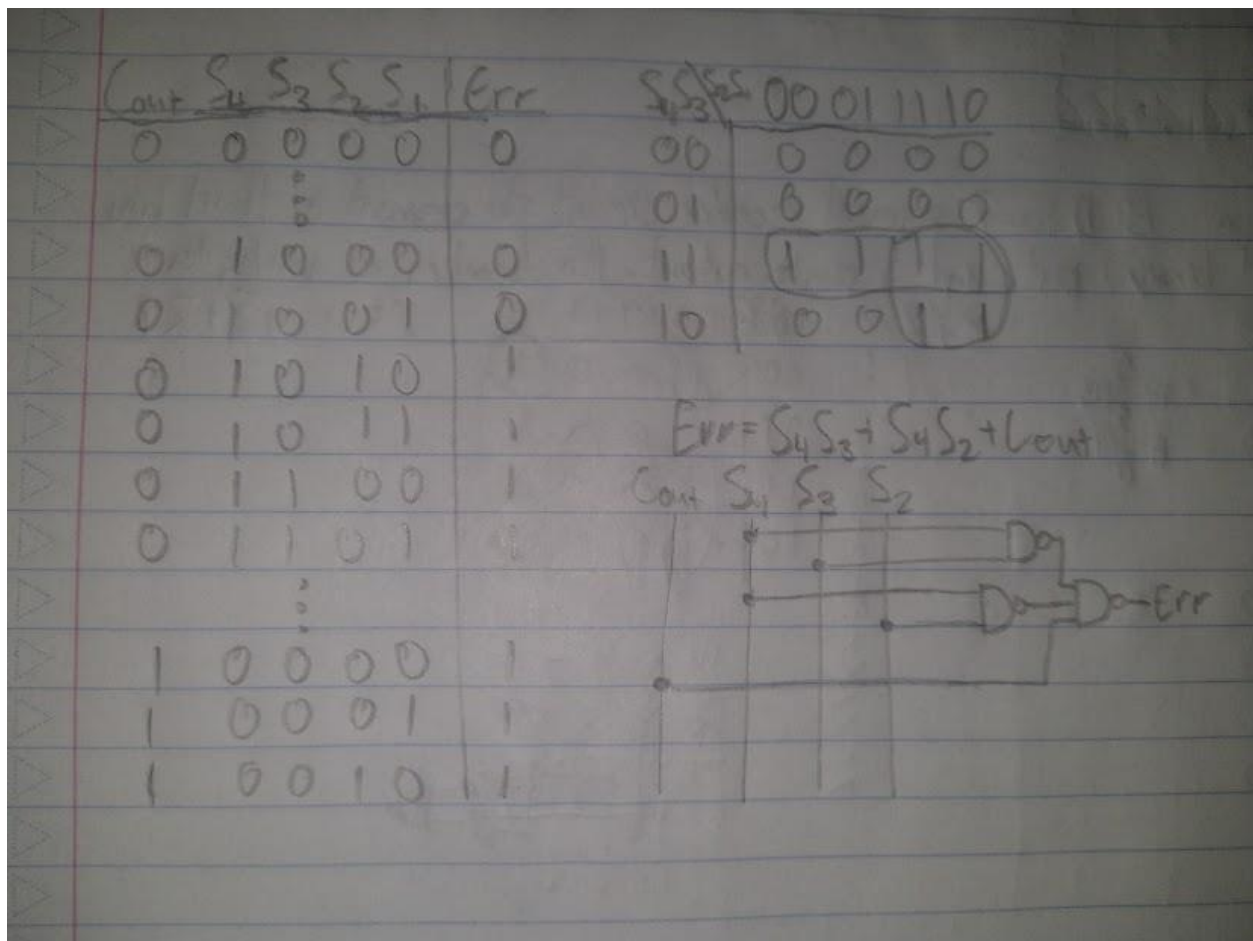 Cout S4 S3 S2 S1 Err
0 0 0 0 0 0
0 1 0 0 0 0
0 1 0 0 1 0
0 1 0 1 0 1
0 1 0 1 1 1
0 1 1 0 0 1
0 1 1 0 1 1
1 0 0 0 0 1
1 0 0 0 1 1
1 0 0 1 0 1
S4S3\S2S1 00 01 11 10
00 0 0 0 0
01 0 0 0 0
11 1 1 1 1
10 0 0 1 1
Err = S4S3 + S4S2 + Cout
Cout S4 S3 S2
Err